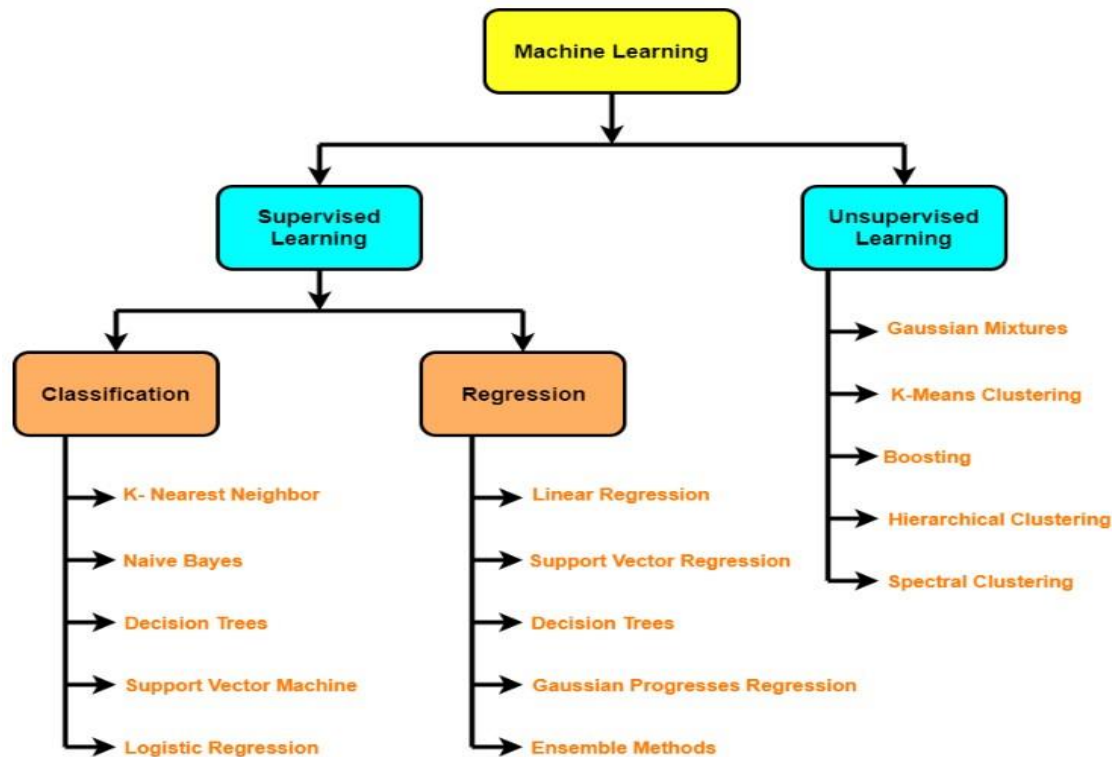 Machine Learning
Supervised
Learning
Unsupervised
Learning
Classification
Regression
Gaussian Mixtures
K-Means Clustering
Boosting
Hierarchical Clustering
Spectral Clustering
K- Nearest Neighbor
Naive Bayes
Decision Trees
Support Vector Machine
Logistic Regression
Linear Regression
Support Vector Regression
Decision Trees
Gaussian Progresses Regression
Ensemble Methods